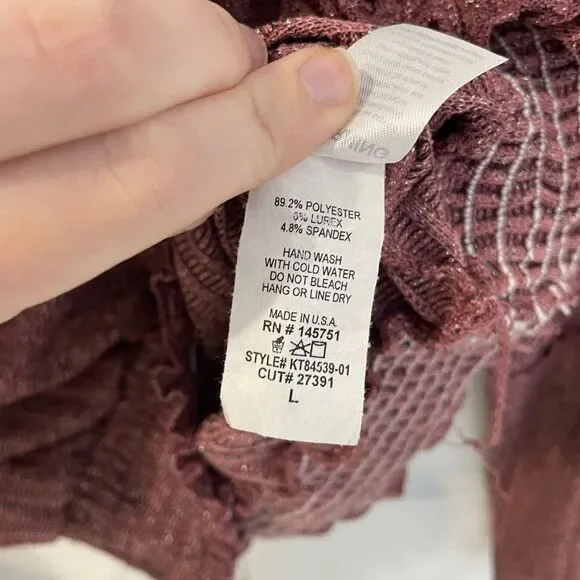 89.2% POLYESTER
6% LUREX
4.8% SPANDEX
HAND WASH
WITH COLD WATER
DO NOT BLEACH
HANG OR LINE DRY
MADE IN U.S.A.
RN # 145751
STYLE# KT84539-01
CUT# 27391
L